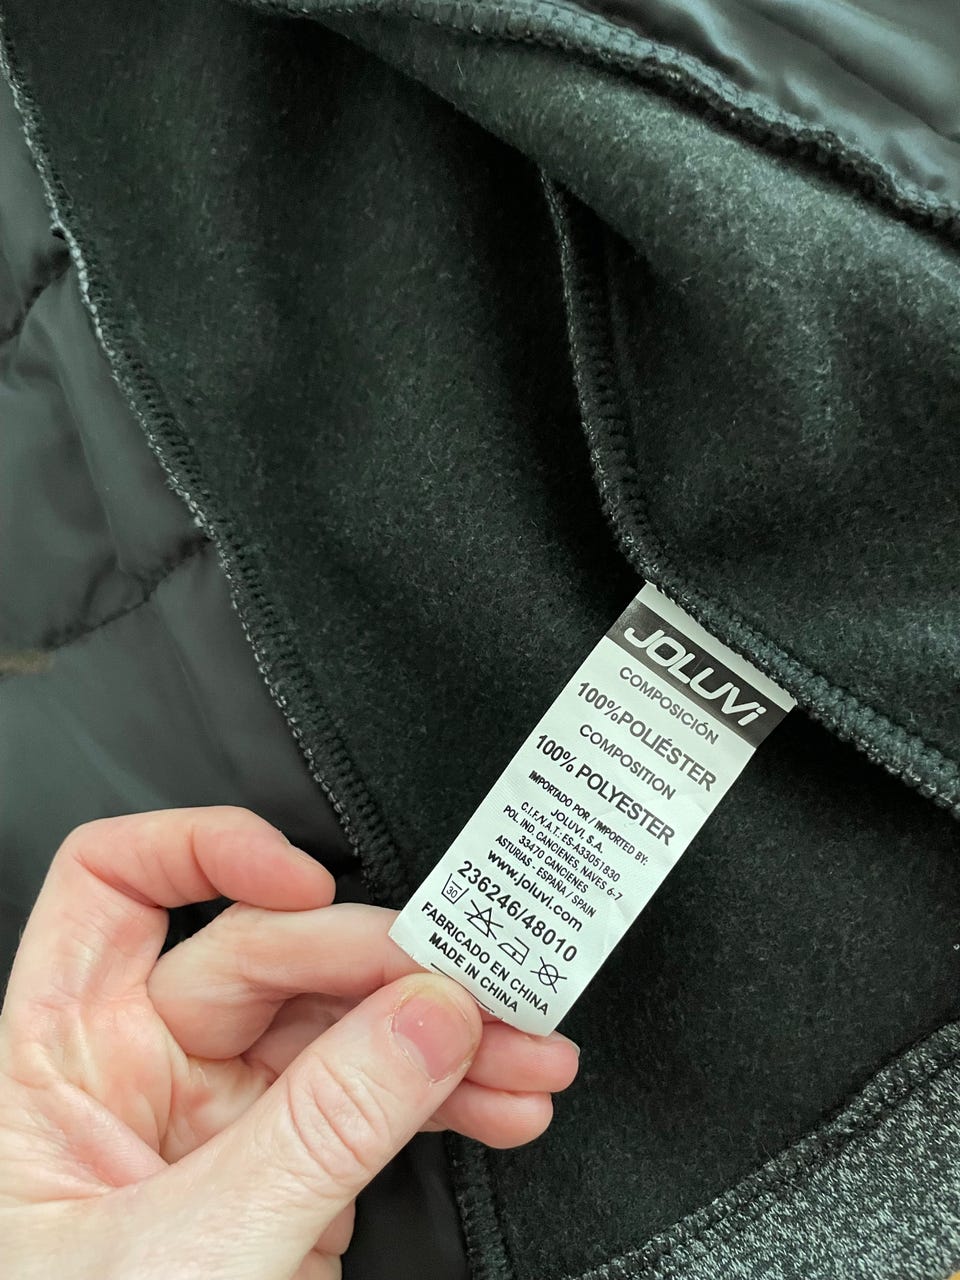 JOLUVi
COMPOSICIÓN
100%POLIÉSTER
COMPOSITION
100% POLYESTER
IMPORTADO POR / IMPORTED BY:
JOLUVI, S.A.
C.I.F./V.A.T.: ES-A33051830
POL. IND. CANCIENES, NAVES 6-7
33470 CANCIENES
ASTURIAS - ESPAÑA / SPAIN
www.joluvi.com
236246/48010
30
FABRICADO EN CHINA
MADE IN CHINA